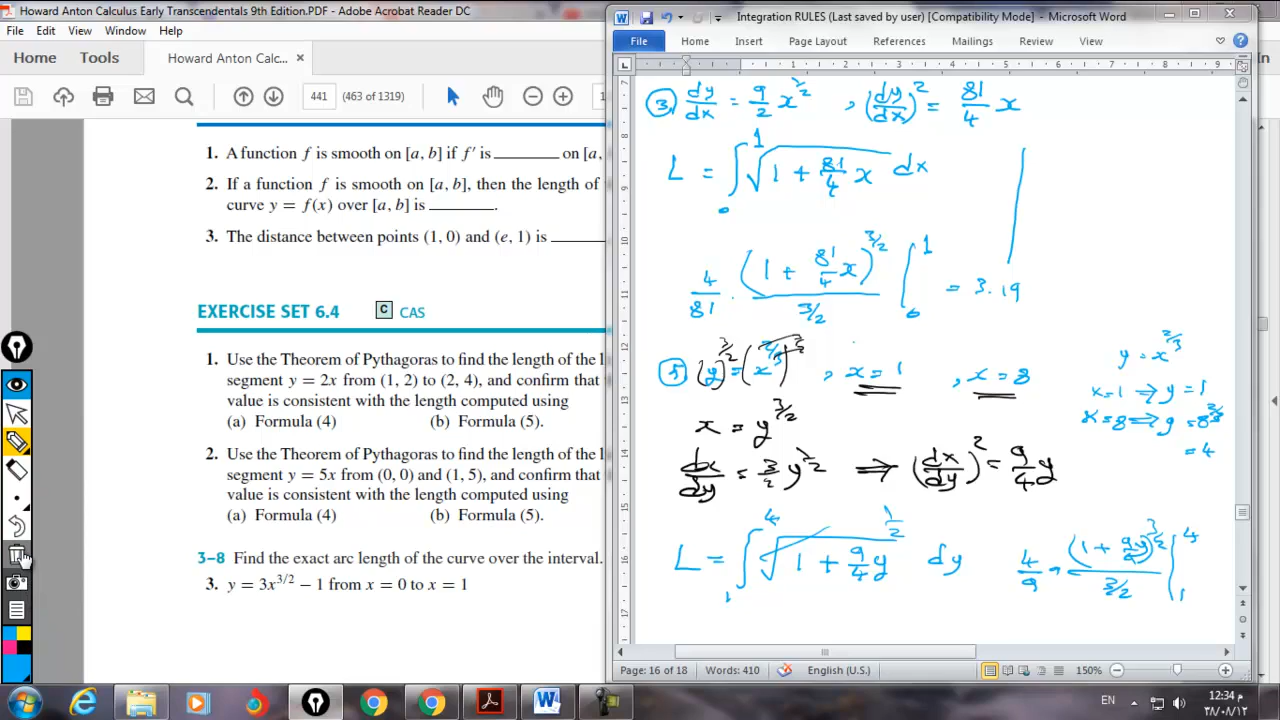 Howard Anton Calculus Early Transcendentals 9th Edition.PDF - Adobe Acrobat Reader DC
File Edit View Window Help
Home Tools Howard Anton Calc... ×
441 (463 of 1319)
1. A function f is smooth on [a, b] if f′ is ________ on [a,
2. If a function f is smooth on [a, b], then the length of
curve y = f(x) over [a, b] is ________.
3. The distance between points (1, 0) and (e, 1) is ________
EXERCISE SET 6.4 C CAS
1. Use the Theorem of Pythagoras to find the length of the l
segment y = 2x from (1, 2) to (2, 4), and confirm that
value is consistent with the length computed using
(a) Formula (4) (b) Formula (5).
2. Use the Theorem of Pythagoras to find the length of the l
segment y = 5x from (0, 0) and (1, 5), and confirm that
value is consistent with the length computed using
(a) Formula (4) (b) Formula (5).
3–8 Find the exact arc length of the curve over the interval.
3. y = 3x^3/2 − 1 from x = 0 to x = 1
Integration RULES (Last saved by user) [Compatibility Mode] - Microsoft Word
File Home Insert Page Layout References Mailings Review View
③ dy/dx = 9/2 x^1/2 , (dy/dx)^2 = 81/4 x
L = ∫_0^1 √(1 + 81/4 x) dx
4/81 · (1 + 81/4 x)^3/2 / 3/2 |_0^1 = 3.19
⑤ (y)^3/2 = (x^2/3)^3/2 , x = 1 , x = 8
y = x^2/3
x = 1 ⇒ y = 1
x = 8 ⇒ y = 8^2/3
= 4
x = y^3/2
dx/dy = 3/2 y^1/2 ⇒ (dx/dy)^2 = 9/4 y
L = ∫_1^4 √(1 + 9/4 y)^1/2 dy 4/9 · (1 + 9y/4)^3/2 / 3/2 |_1^4
Page: 16 of 18 Words: 410 English (U.S.) 150%
EN 12:34 م
٣٨/٠٨/١٢